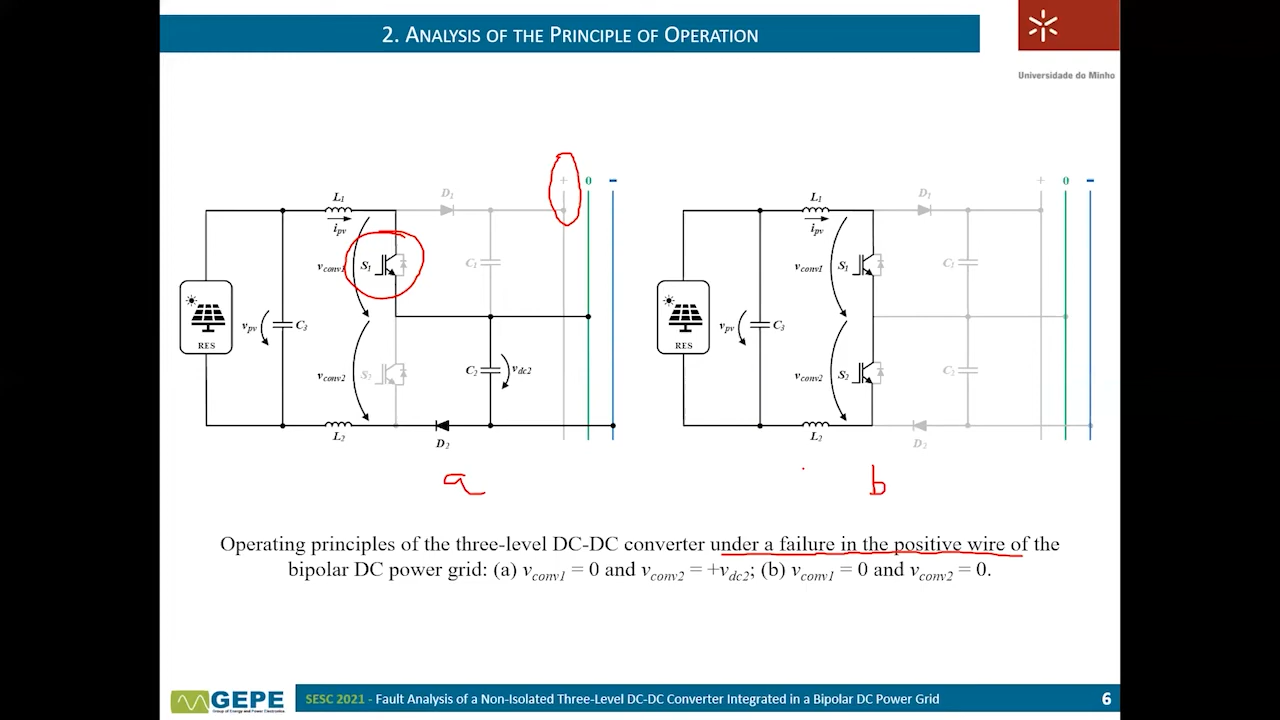 2. ANALYSIS OF THE PRINCIPLE OF OPERATION
Universidade do Minho
+ 0 -
L1
D1
ipv
vconv1
S1
C1
RES
vpv
C3
vconv2
S2
C2
vdc2
L2
D2
a
+ 0 -
L1
D1
ipv
vconv1
S1
C1
RES
vpv
C3
vconv2
S2
C2
L2
D2
b
Operating principles of the three-level DC-DC converter under a failure in the positive wire of the
bipolar DC power grid: (a) vconv1 = 0 and vconv2 = +vdc2; (b) vconv1 = 0 and vconv2 = 0.
GEPE
Group of Energy and Power Electronics
SESC 2021 - Fault Analysis of a Non-Isolated Three-Level DC-DC Converter Integrated in a Bipolar DC Power Grid
6